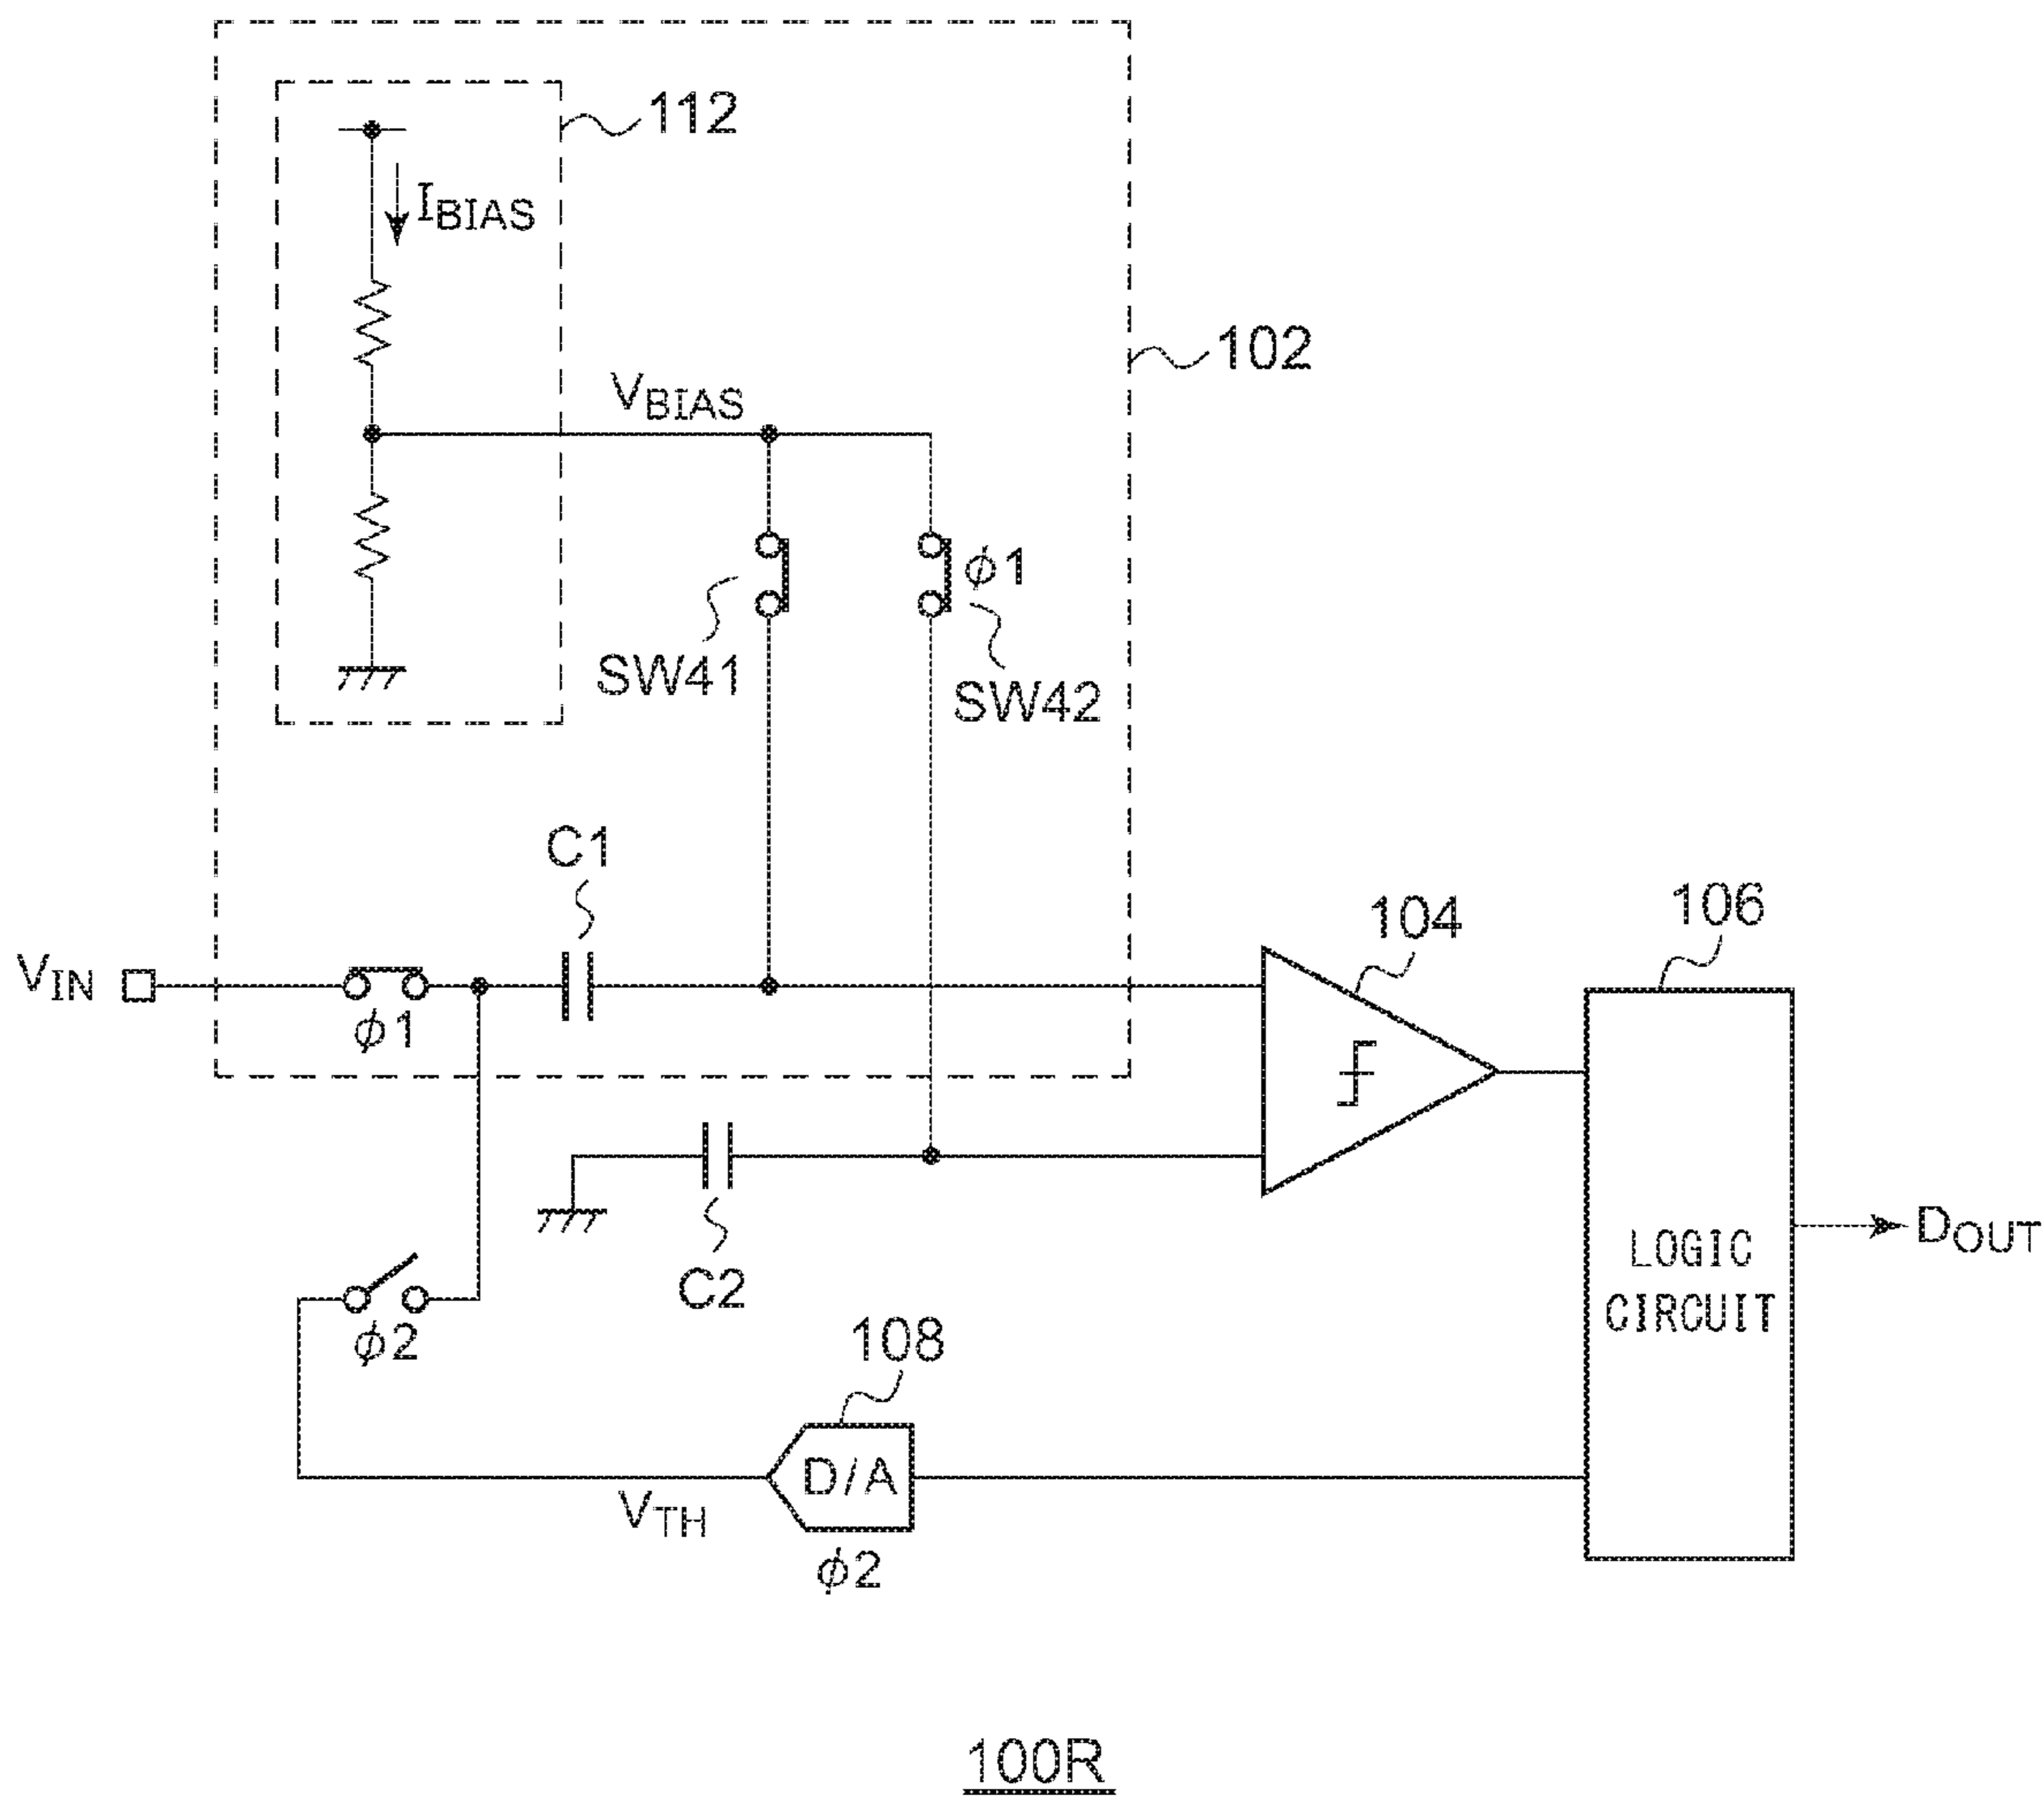 112
IBIAS
102
VBIAS
ϕ1
SW41
SW42
C1
104
106
VIN
ϕ1
LOGIC
CIRCUIT
DOUT
C2
ϕ2
108
D/A
VTH
ϕ2
100R